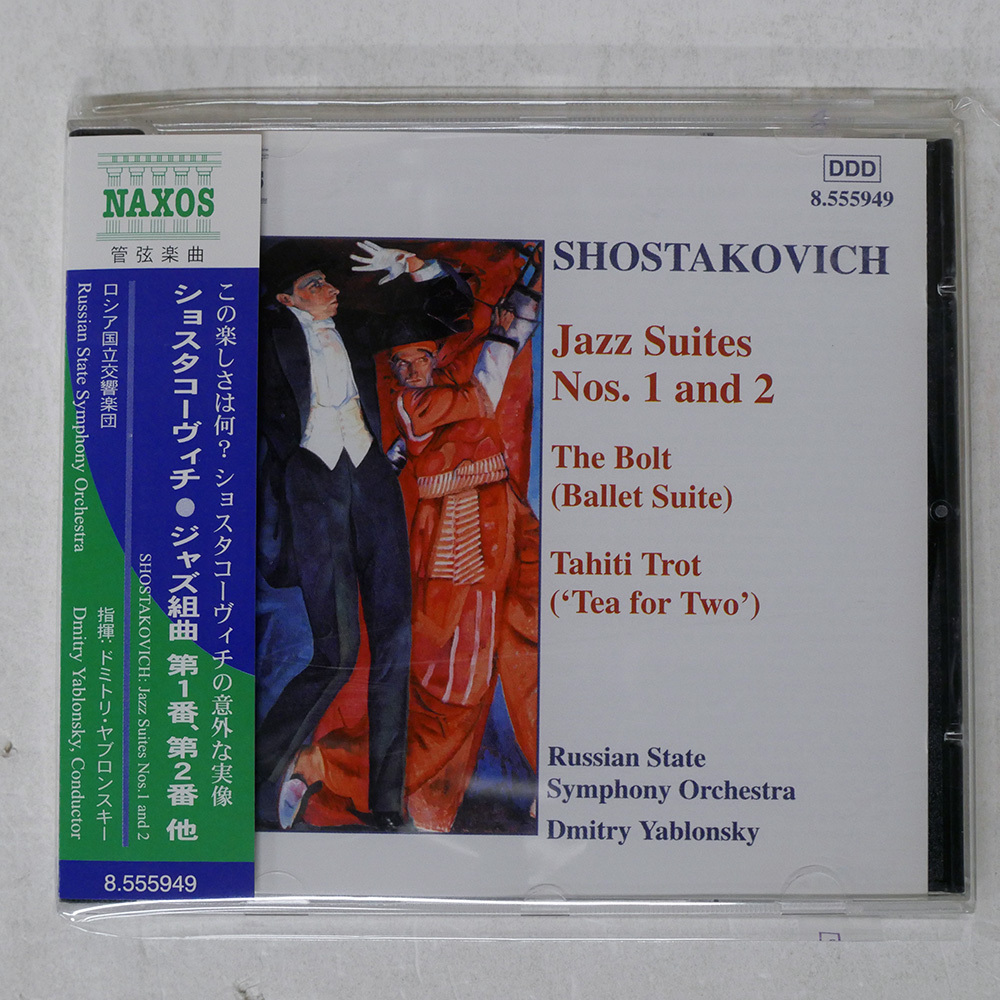 NAXOS
管弦楽曲
この楽しさは何？ ショスタコーヴィチの意外な実像
ショスタコーヴィチ●ジャズ組曲 第1番、第2番 他
SHOSTAKOVICH: Jazz Suites Nos.1 and 2
ロシア国立交響楽団
指揮：ドミトリ・ヤブロンスキー
Russian State Symphony Orchestra
Dmitry Yablonsky, Conductor
8.555949
DDD
8.555949
SHOSTAKOVICH
Jazz Suites
Nos. 1 and 2
The Bolt
(Ballet Suite)
Tahiti Trot
(‘Tea for Two’)
Russian State
Symphony Orchestra
Dmitry Yablonsky